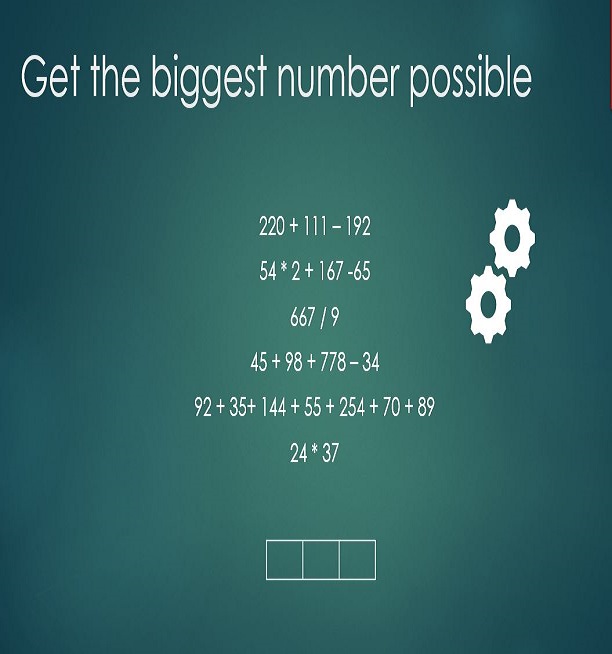 Get the biggest number possible
220 + 111 – 192
54 * 2 + 167 -65
667 / 9
45 + 98 + 778 – 34
92 + 35+ 144 + 55 + 254 + 70 + 89
24 * 37